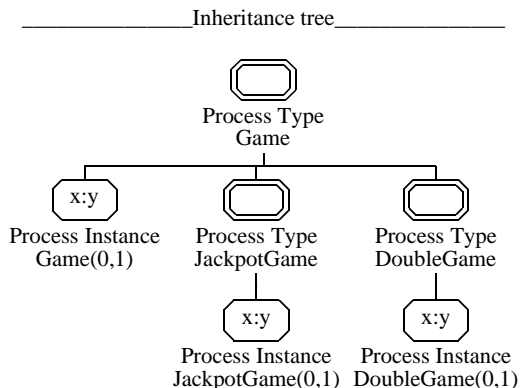 Inheritance tree
Process Type
Game
x:y
Process Instance
Game(0,1)
Process Type
JackpotGame
Process Type
DoubleGame
x:y
x:y
Process Instance
JackpotGame(0,1)
Process Instance
DoubleGame(0,1)